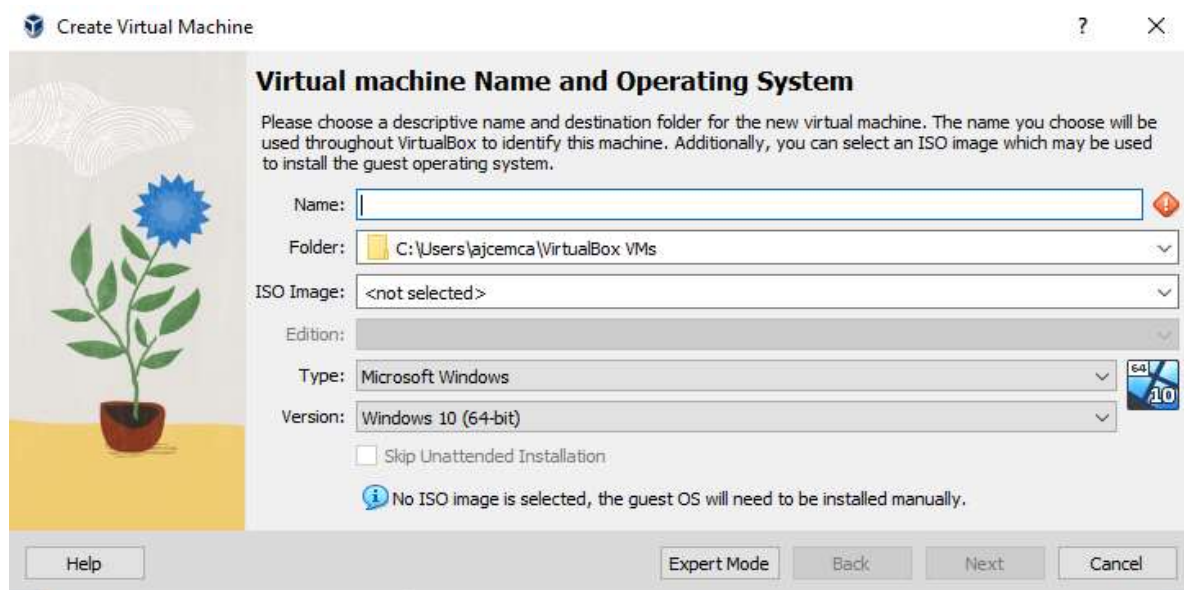 Create Virtual Machine
?
Virtual machine Name and Operating System
Please choose a descriptive name and destination folder for the new virtual machine. The name you choose will be
used throughout VirtualBox to identify this machine. Additionally, you can select an ISO image which may be used
to install the guest operating system.
Name:
Folder: C:\Users\ajcemca\VirtualBox VMs
ISO Image: <not selected>
Edition:
Type: Microsoft Windows
64
10
Version: Windows 10 (64-bit)
Skip Unattended Installation
No ISO image is selected, the guest OS will need to be installed manually.
Help Expert Mode Back Next Cancel